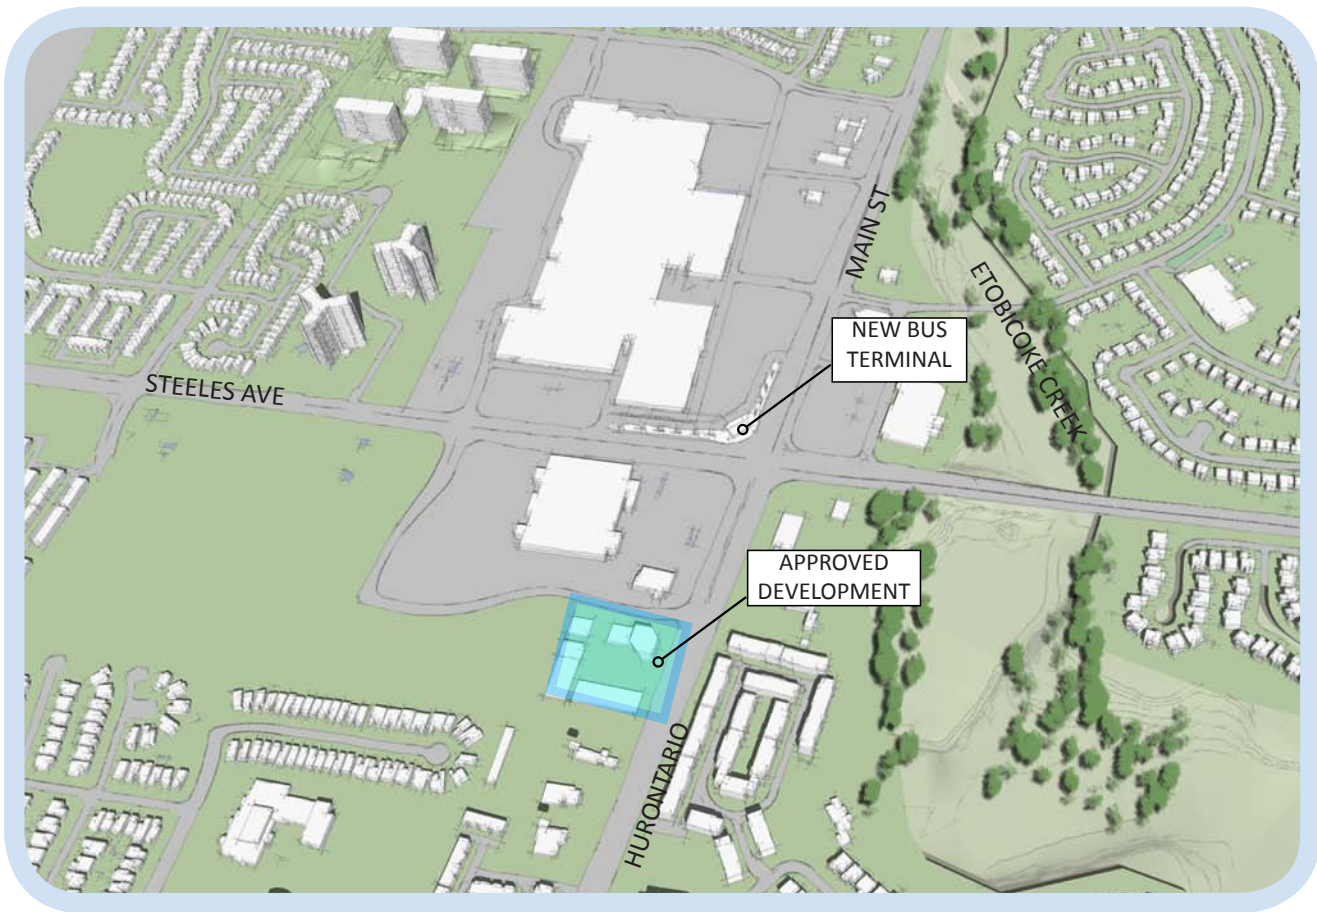 MAIN ST
ETOBICOKE CREEK
NEW BUS
TERMINAL
STEELES AVE
APPROVED
DEVELOPMENT
HURONTARIO